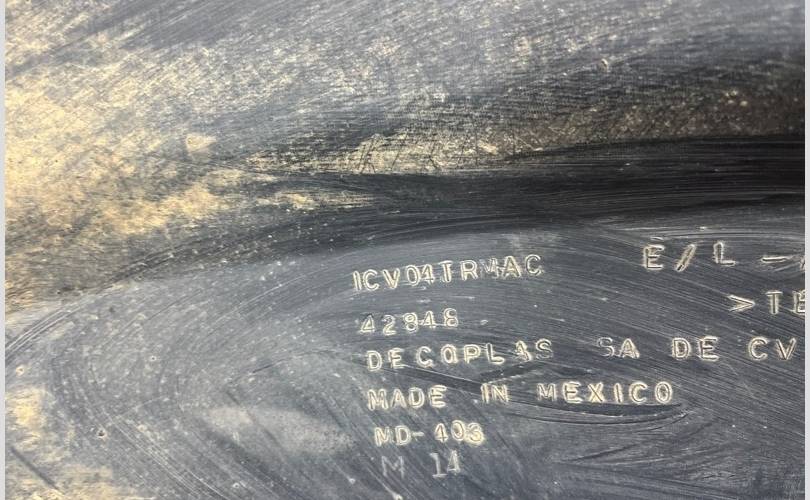 E/L –
1CV04TRMAC
>TE
42848
DECOPLAS SA DE CV
MADE IN MEXICO
MD-403
M 14